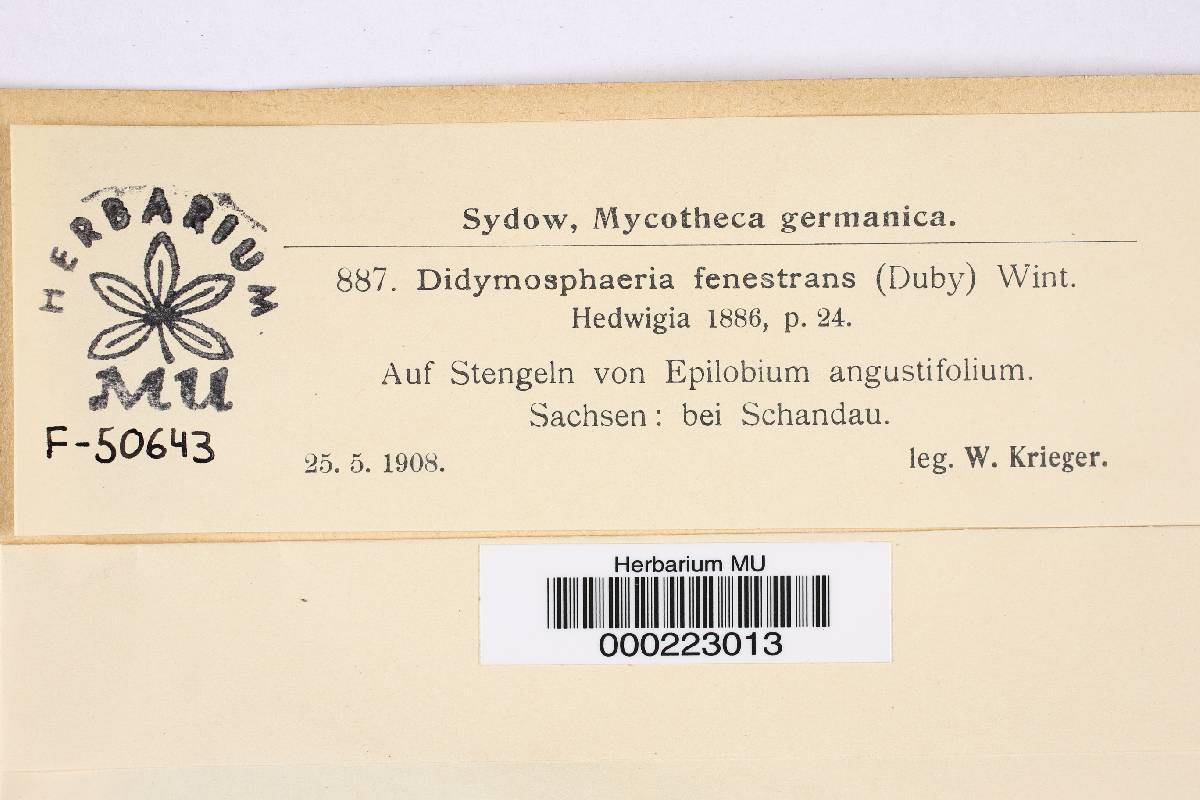 HERBARIUM
MU
F-50643
Sydow, Mycotheca germanica.
887. Didymosphaeria fenestrans (Duby) Wint.
Hedwigia 1886, p. 24.
Auf Stengeln von Epilobium angustifolium.
Sachsen: bei Schandau.
25. 5. 1908.
leg. W. Krieger.
Herbarium MU
000223013